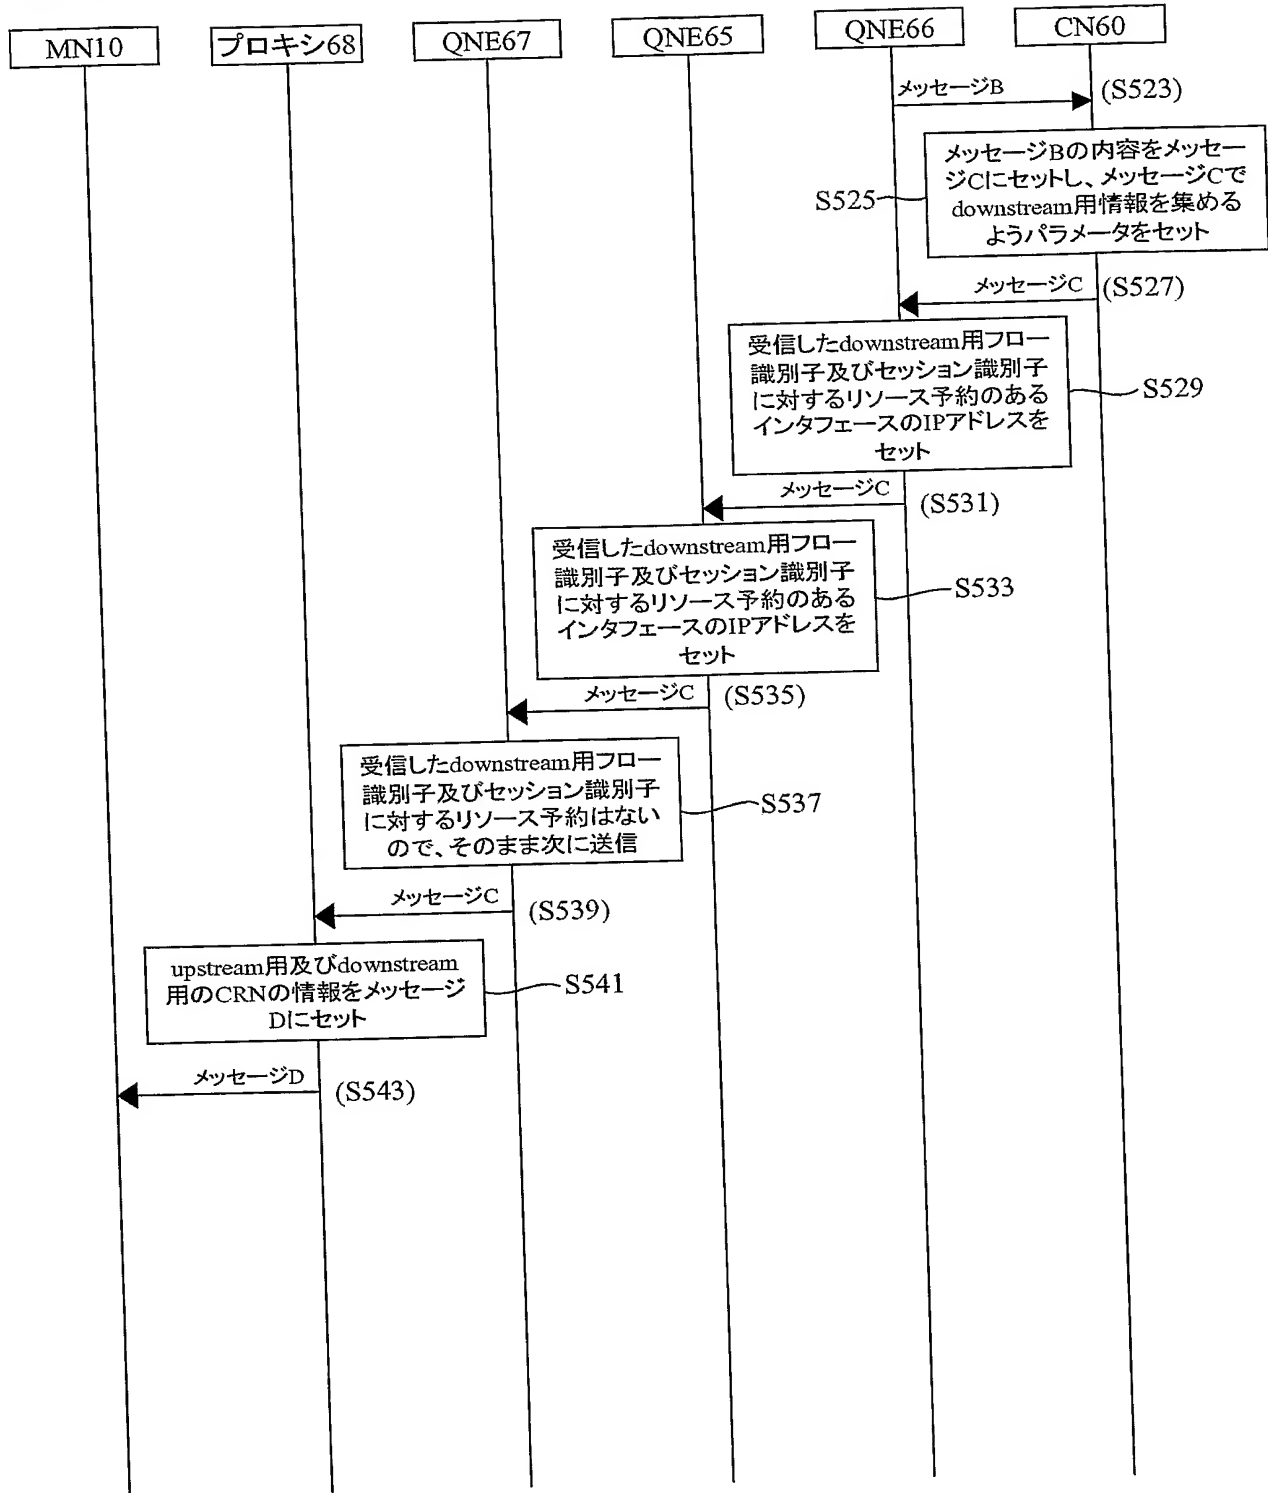 MN10
プロキシ68
QNE67
QNE65
QNE66
CN60
メッセージB
(S523)
メッセージBの内容をメッセー
ジCにセットし、メッセージCで
downstream用情報を集める
ようパラメータをセット
S525
メッセージC
(S527)
受信したdownstream用フロー
識別子及びセッション識別子
に対するリソース予約のある
インタフェースのIPアドレスを
セット
S529
メッセージC
(S531)
受信したdownstream用フロー
識別子及びセッション識別子
に対するリソース予約のある
インタフェースのIPアドレスを
セット
S533
メッセージC
(S535)
受信したdownstream用フロー
識別子及びセッション識別子
に対するリソース予約はない
ので、そのまま次に送信
S537
メッセージC
(S539)
upstream用及びdownstream
用のCRNの情報をメッセージ
Dにセット
S541
メッセージD
(S543)